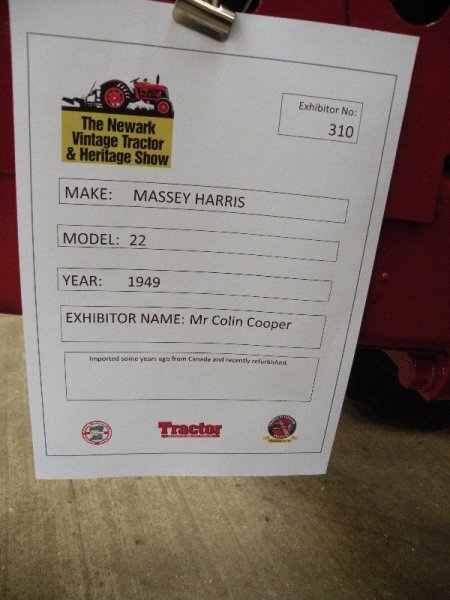 The Newark
Vintage Tractor
& Heritage Show
Exhibitor No:
310
MAKE: MASSEY HARRIS
MODEL: 22
YEAR: 1949
EXHIBITOR NAME: Mr Colin Cooper
Imported some years ago from Canada and recently refurbished.
Tractor